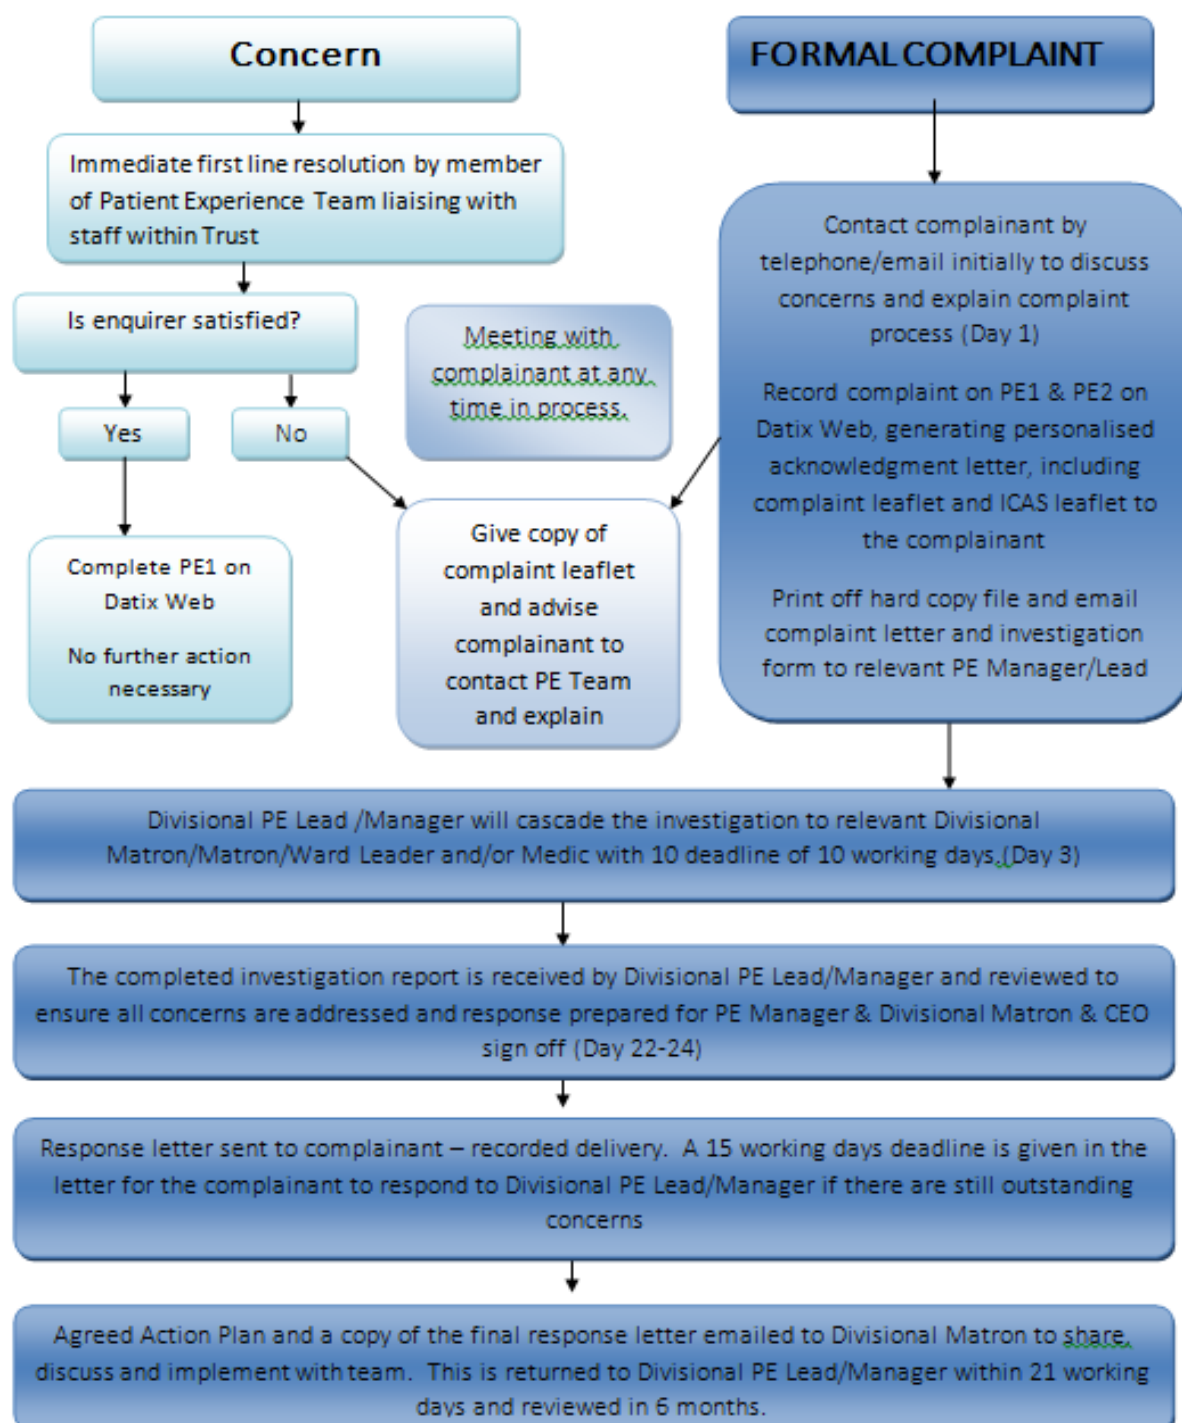 Concern
Immediate first line resolution by member
of Patient Experience Team liaising with
staff within Trust
Is enquirer satisfied?
Yes
No
Complete PE1 on
Datix Web
No further action
necessary
Meeting with
complainant at any
time in process.
Give copy of
complaint leaflet
and advise
complainant to
contact PE Team
and explain
FORMAL COMPLAINT
Contact complainant by
telephone/email initially to discuss
concerns and explain complaint
process (Day 1)
Record complaint on PE1 & PE2 on
Datix Web, generating personalised
acknowledgment letter, including
complaint leaflet and ICAS leaflet to
the complainant
Print off hard copy file and email
complaint letter and investigation
form to relevant PE Manager/Lead
Divisional PE Lead /Manager will cascade the investigation to relevant Divisional
Matron/Matron/Ward Leader and/or Medic with 10 deadline of 10 working days.(Day 3)
The completed investigation report is received by Divisional PE Lead/Manager and reviewed to
ensure all concerns are addressed and response prepared for PE Manager & Divisional Matron & CEO
sign off (Day 22-24)
Response letter sent to complainant – recorded delivery.  A 15 working days deadline is given in the
letter for the complainant to respond to Divisional PE Lead/Manager if there are still outstanding
concerns
Agreed Action Plan and a copy of the final response letter emailed to Divisional Matron to share,
discuss and implement with team.  This is returned to Divisional PE Lead/Manager within 21 working
days and reviewed in 6 months.